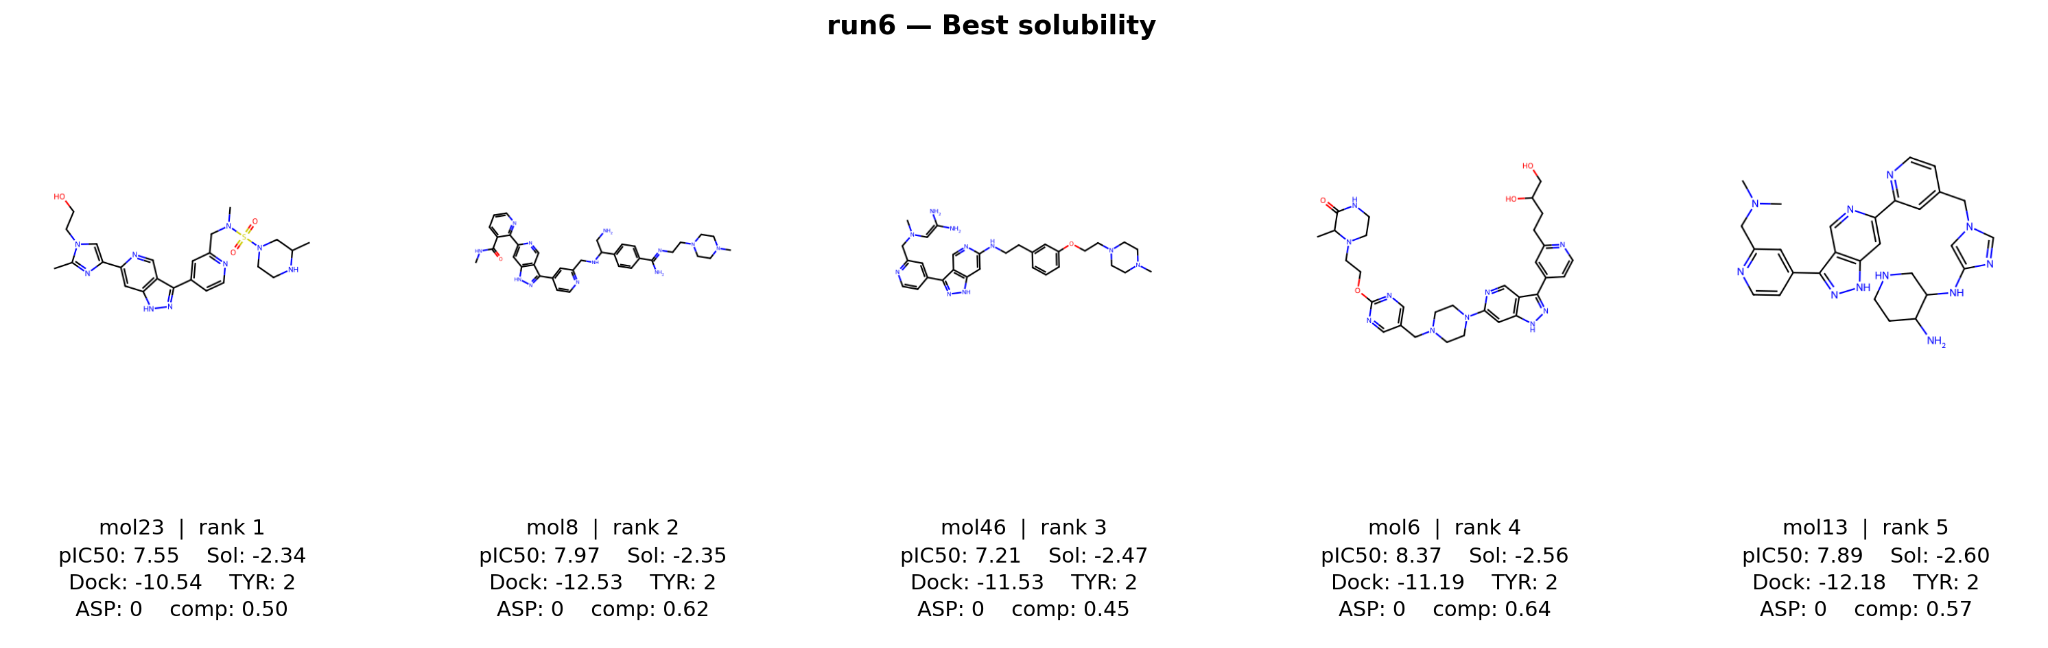 run6 — Best solubility
mol23 | rank 1
pIC50: 7.55 Sol: -2.34
Dock: -10.54 TYR: 2
ASP: 0 comp: 0.50
mol8 | rank 2
pIC50: 7.97 Sol: -2.35
Dock: -12.53 TYR: 2
ASP: 0 comp: 0.62
mol46 | rank 3
pIC50: 7.21 Sol: -2.47
Dock: -11.53 TYR: 2
ASP: 0 comp: 0.45
mol6 | rank 4
pIC50: 8.37 Sol: -2.56
Dock: -11.19 TYR: 2
ASP: 0 comp: 0.64
mol13 | rank 5
pIC50: 7.89 Sol: -2.60
Dock: -12.18 TYR: 2
ASP: 0 comp: 0.57